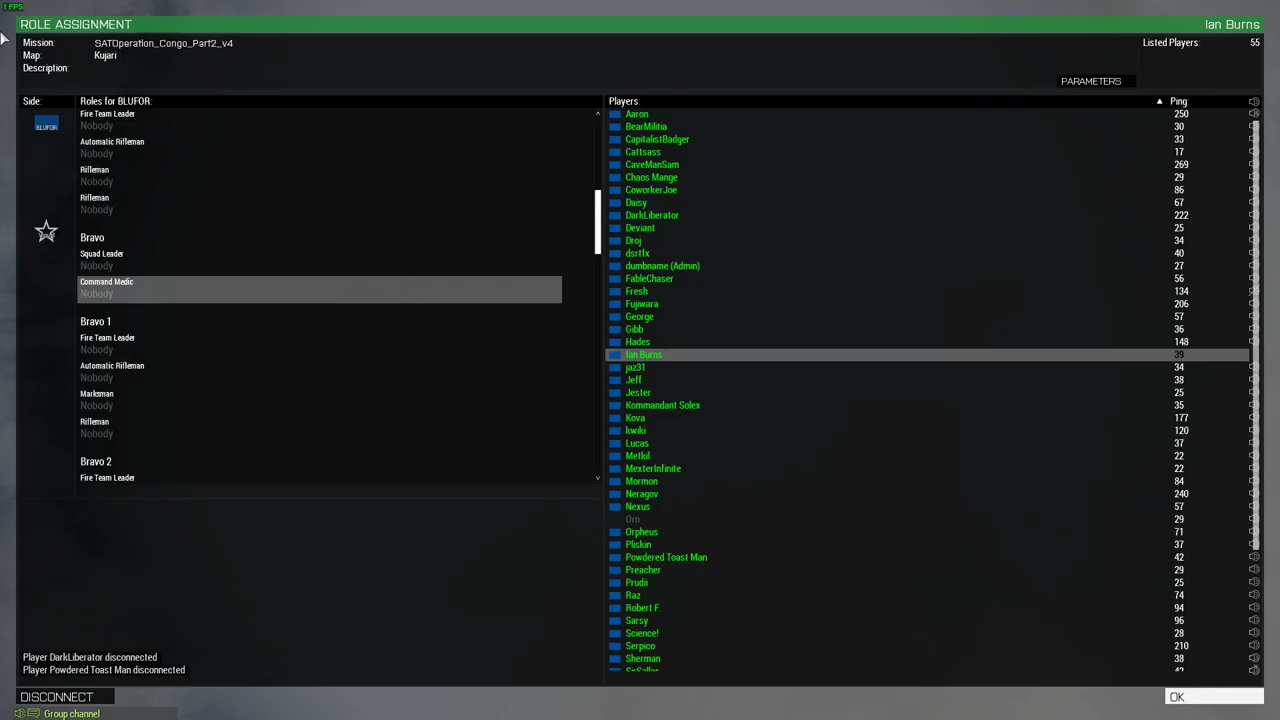 1 FPS
ROLE ASSIGNMENT Ian Burns
Mission: SATOperation_Congo_Part2_v4 Listed Players: 55
Map: Kujari
Description:
PARAMETERS
Side: Roles for BLUFOR: Players: Ping:
BLUFOR
Fire Team Leader
Nobody
Automatic Rifleman
Nobody
Rifleman
Nobody
Rifleman
Nobody
Bravo
Squad Leader
Nobody
Command Medic
Nobody
Bravo 1
Fire Team Leader
Nobody
Automatic Rifleman
Nobody
Marksman
Nobody
Rifleman
Nobody
Bravo 2
Fire Team Leader
Aaron 250
BearMilitia 30
CapitalistBadger 33
Cattsass 17
CaveManSam 269
Chaos Mange 29
CoworkerJoe 86
Daisy 67
DarkLiberator 222
Deviant 25
Droj 34
dsrtfx 40
dumbname (Admin) 27
FableChaser 56
Fresh 134
Fujiwara 206
George 57
Gibb 36
Hades 148
Ian Burns 39
jaz31 34
Jeff 38
Jester 25
Kommandant Solex 35
Kova 177
kwiki 120
Lucas 37
Metkil 22
MexterInfinite 22
Mormon 84
Neragov 240
Nexus 57
Orn 29
Orpheus 71
Pliskin 37
Powdered Toast Man 42
Preacher 29
Prudii 25
Raz 74
Robert F. 94
Sarsy 96
Science! 28
Serpico 210
Sherman 38
Player DarkLiberator disconnected
Player Powdered Toast Man disconnected
DISCONNECT OK
Group channel